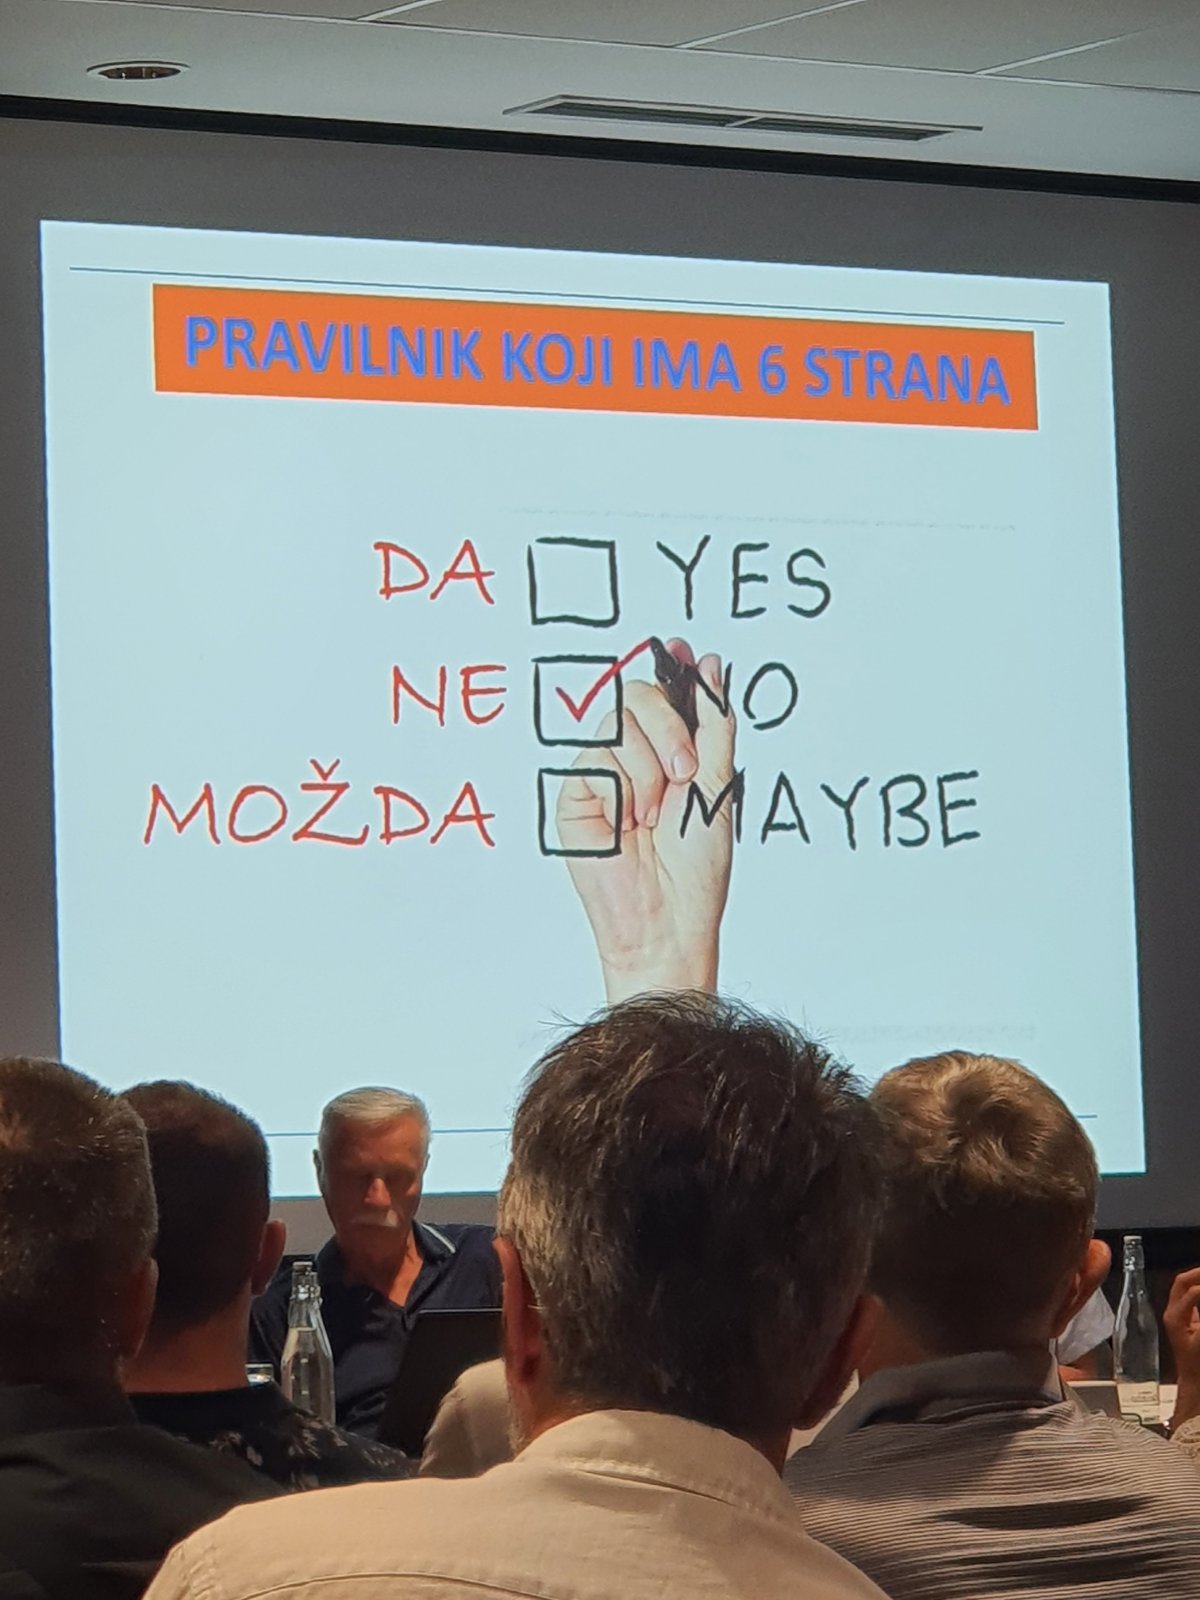 PRAVILNIK KOJI IMA 6 STRANA
DA YES
NE NO
MOŽDA MAYBE